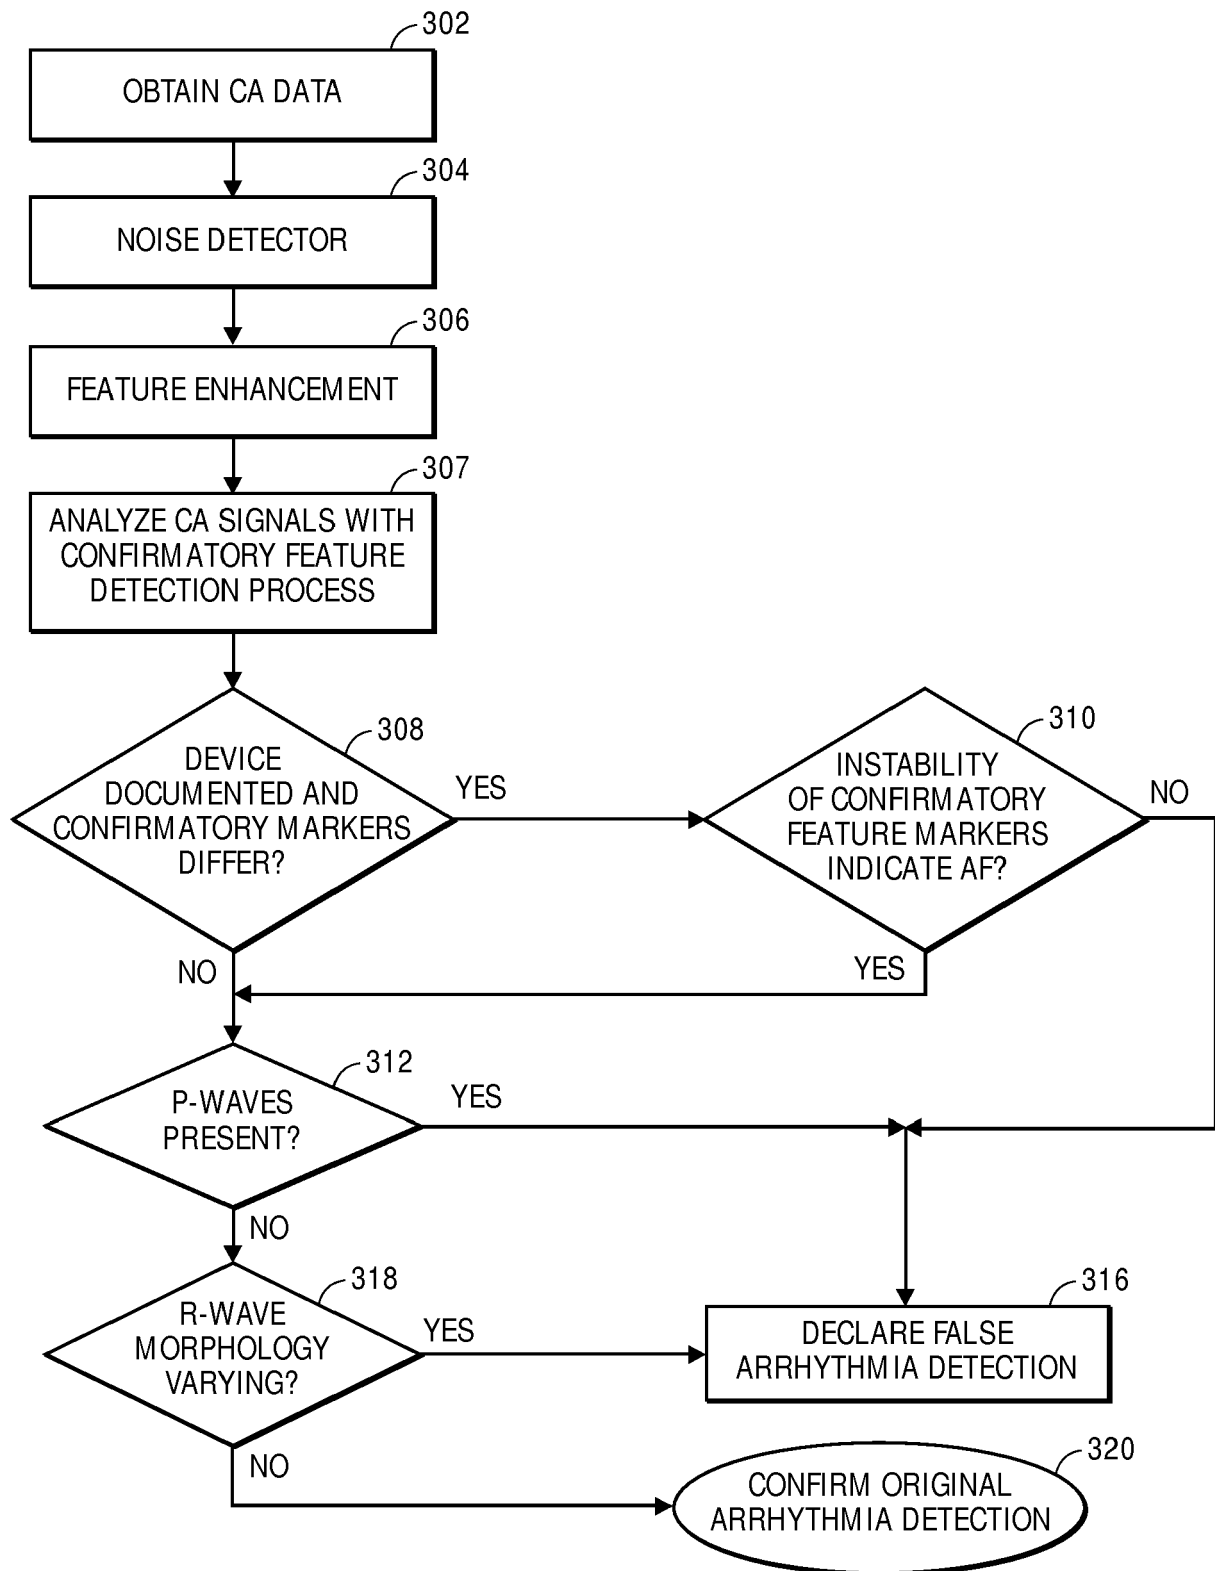 302
OBTAIN CA DATA
304
NOISE DETECTOR
306
FEATURE ENHANCEMENT
307
ANALYZE CA SIGNALS WITH
CONFIRMATORY FEATURE
DETECTION PROCESS
308
DEVICE
DOCUMENTED AND
CONFIRMATORY MARKERS
DIFFER?
YES
NO
310
INSTABILITY
OF CONFIRMATORY
FEATURE MARKERS
INDICATE AF?
NO
YES
312
P-WAVES
PRESENT?
YES
NO
318
R-WAVE
MORPHOLOGY
VARYING?
YES
NO
316
DECLARE FALSE
ARRHYTHMIA DETECTION
320
CONFIRM ORIGINAL
ARRHYTHMIA DETECTION